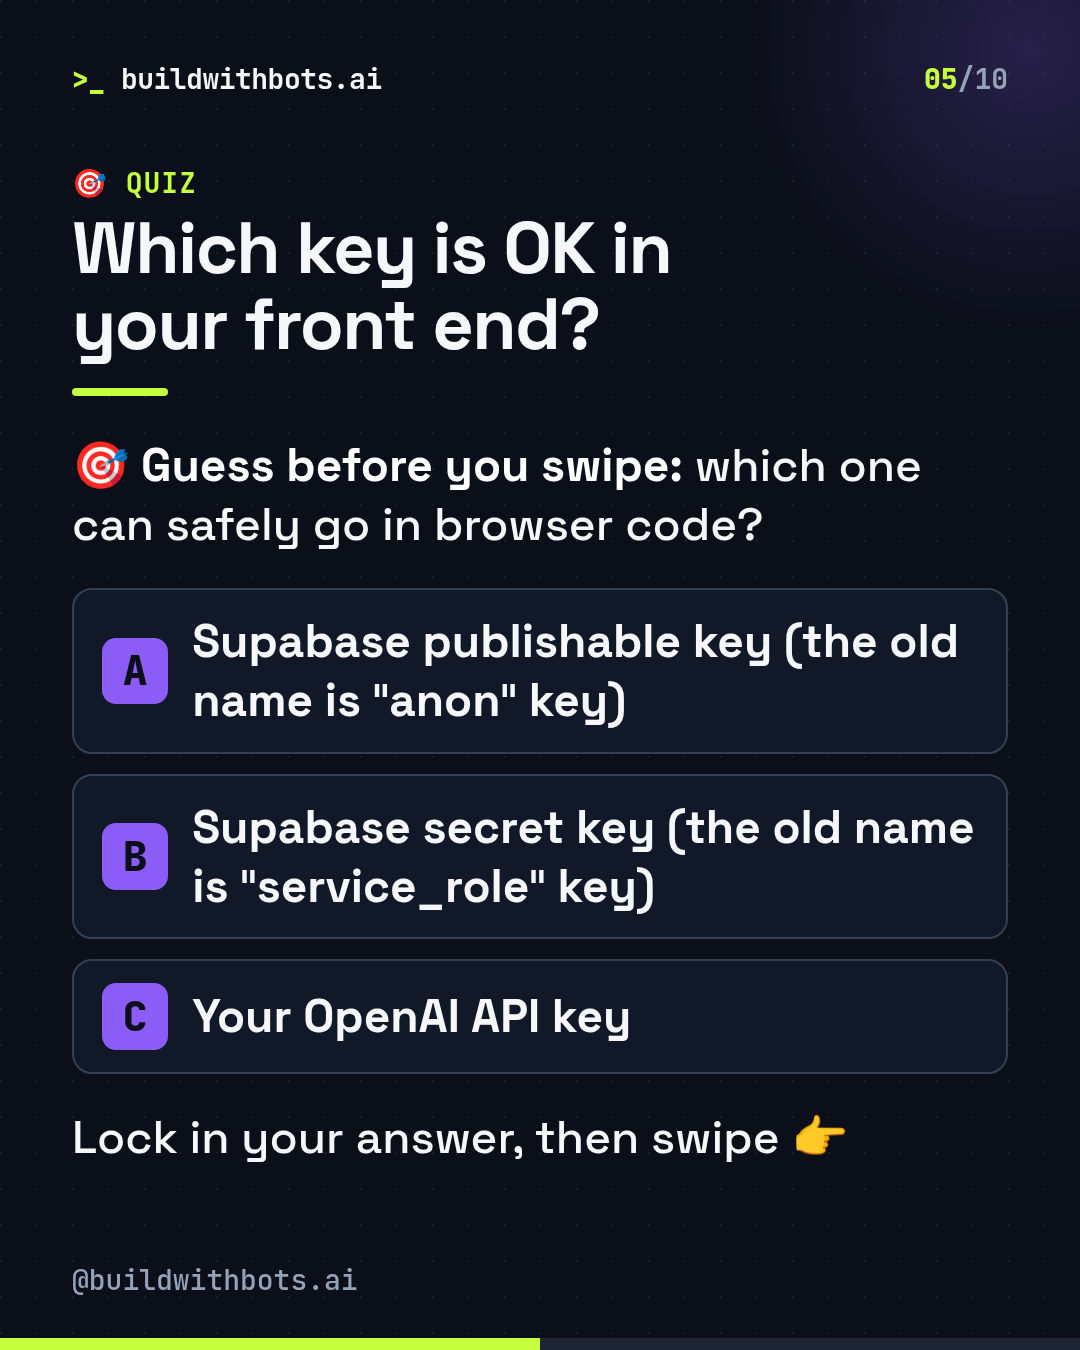 >_ buildwithbots.ai
05/10
🎯 QUIZ
Which key is OK in
your front end?
🎯 Guess before you swipe: which one
can safely go in browser code?
A
Supabase publishable key (the old
name is "anon" key)
B
Supabase secret key (the old name
is "service_role" key)
C
Your OpenAI API key
Lock in your answer, then swipe 👉
@buildwithbots.ai